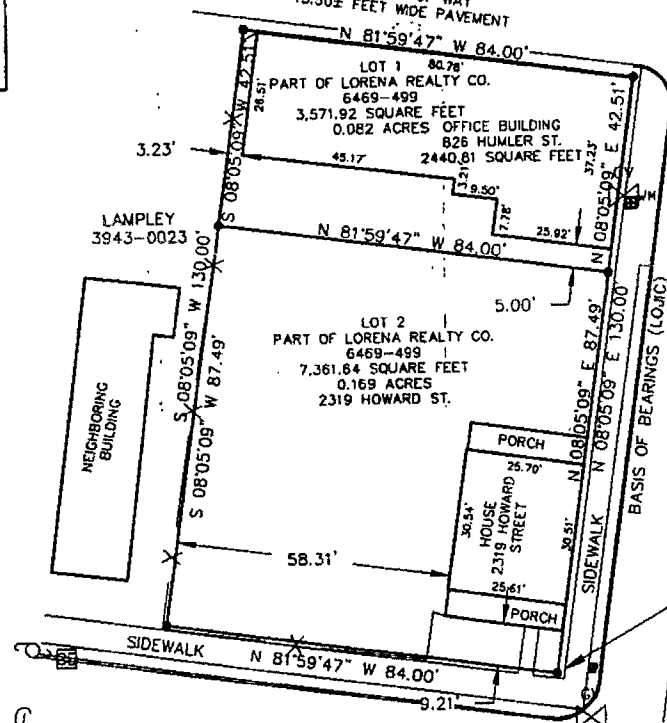 FEET WIDE PAVEMENT
N 81°59'47" W 84.00'
LOT 1
80.78'
PART OF LORENA REALTY CO.
6469-499
3,571.92 SQUARE FEET
0.082 ACRES OFFICE BUILDING
826 HUMLER ST.
2440.81 SQUARE FEET
S 08°05'09" W 42.51'
26.51'
3.23'
45.17'
3.21'
9.50'
7.78'
25.92'
37.23'
N 08°05'09" E 42.51'
LAMPLEY
3943-0023
N 81°59'47" W 84.00'
5.00'
LOT 2
PART OF LORENA REALTY CO.
6469-499
7,361.64 SQUARE FEET
0.169 ACRES
2319 HOWARD ST.
S 08°05'09" W 130.00'
S 08°05'09" W 87.49'
N 08°05'09" E 87.49'
N 08°05'09" E 130.00'
BASIS OF BEARINGS (LOJIC)
NEIGHBORING
BUILDING
PORCH
25.70'
30.54'
HOUSE
2319 HOWARD
STREET
30.51'
25.61'
PORCH
58.31'
SIDEWALK
SIDEWALK
N 81°59'47" W 84.00'
9.21'
G